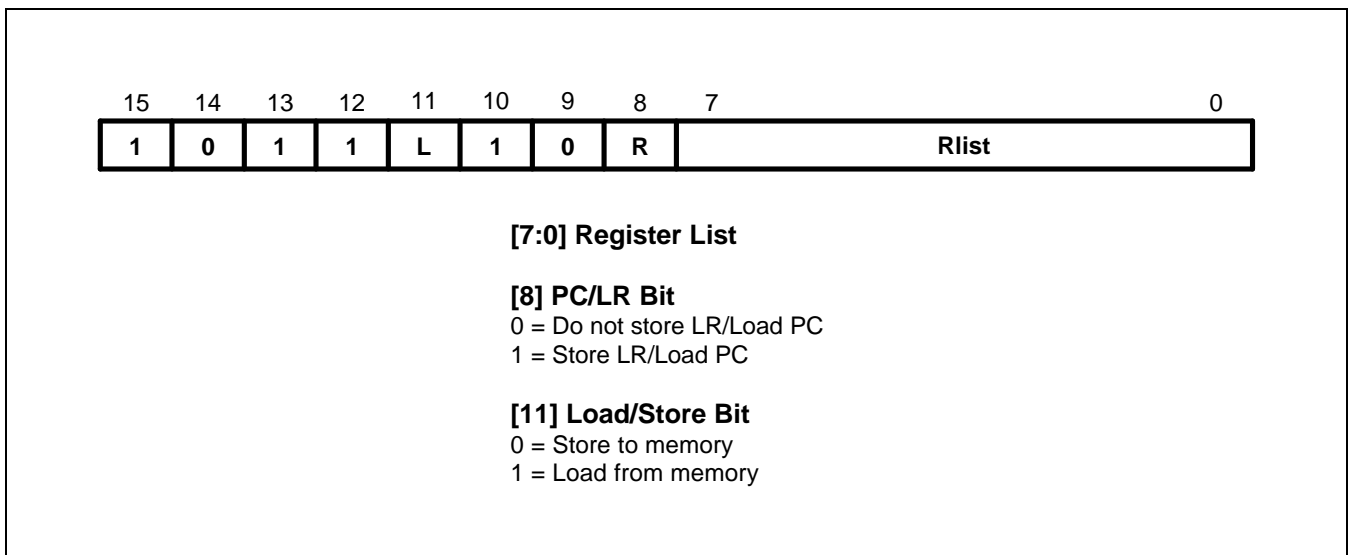 15 14 13 12 11 10 9 8 7 0
1 0 1 1 L 1 0 R Rlist
[7:0] Register List
[8] PC/LR Bit
0 = Do not store LR/Load PC
1 = Store LR/Load PC
[11] Load/Store Bit
0 = Store to memory
1 = Load from memory